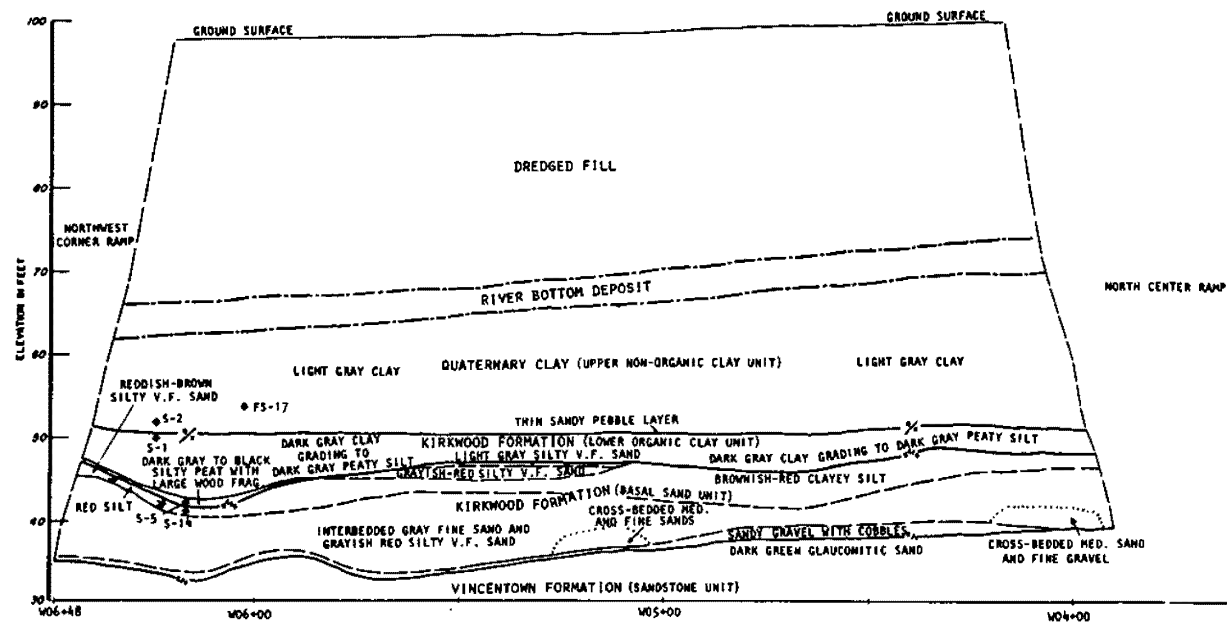 GROUND SURFACE
GROUND SURFACE
100
90
DREDGED FILL
80
NORTHWEST
CORNER RAMP
ELEVATION IN FEET
70
RIVER BOTTOM DEPOSIT
NORTH CENTER RAMP
60
LIGHT GRAY CLAY
QUATERNARY CLAY (UPPER NON-ORGANIC CLAY UNIT)
LIGHT GRAY CLAY
REDDISH-BROWN
SILTY V.F. SAND
S-2
FS-17
THIN SANDY PEBBLE LAYER
50
S-1
DARK GRAY CLAY
GRADING TO
DARK GRAY PEATY SILT
KIRKWOOD FORMATION (LOWER ORGANIC CLAY UNIT)
LIGHT GRAY SILTY V.F. SAND
DARK GRAY CLAY GRADING TO DARK GRAY PEATY SILT
DARK GRAY TO BLACK
SILTY PEAT WITH
LARGE WOOD FRAG
GRAYISH-RED SILTY V.F. SAND
BROWNISH-RED CLAYEY SILT
RED SILT
S-5
S-14
KIRKWOOD FORMATION (BASAL SAND UNIT)
40
INTERBEDDED GRAY FINE SAND AND
GRAYISH RED SILTY V.F. SAND
CROSS-BEDDED MED.
AND FINE SANDS
SANDY GRAVEL WITH COBBLES
DARK GREEN GLAUCONITIC SAND
CROSS-BEDDED MED. SAND
AND FINE GRAVEL
VINCENTOWN FORMATION (SANDSTONE UNIT)
30
W06+48
W06+00
W05+00
W04+00